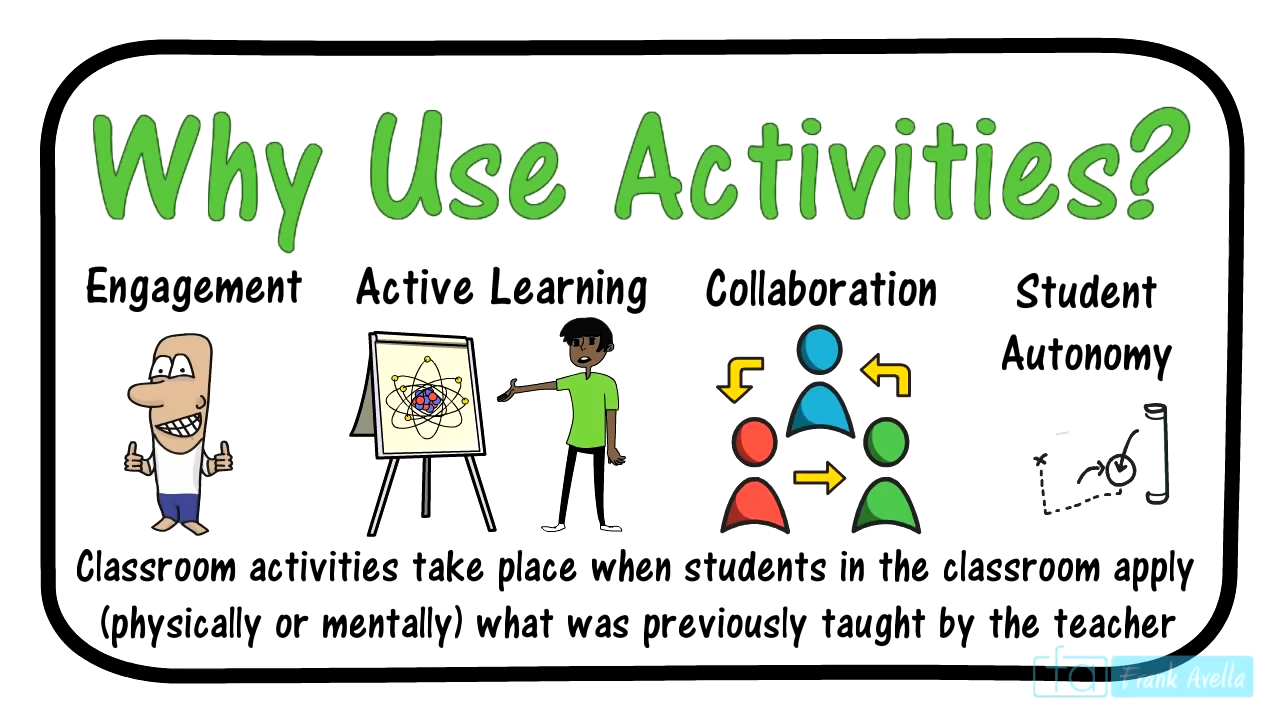 Why Use Activities?
Engagement
Active Learning
Collaboration
Student
Autonomy
Classroom activities take place when students in the classroom apply
(physically or mentally) what was previously taught by the teacher
fa Frank Avella